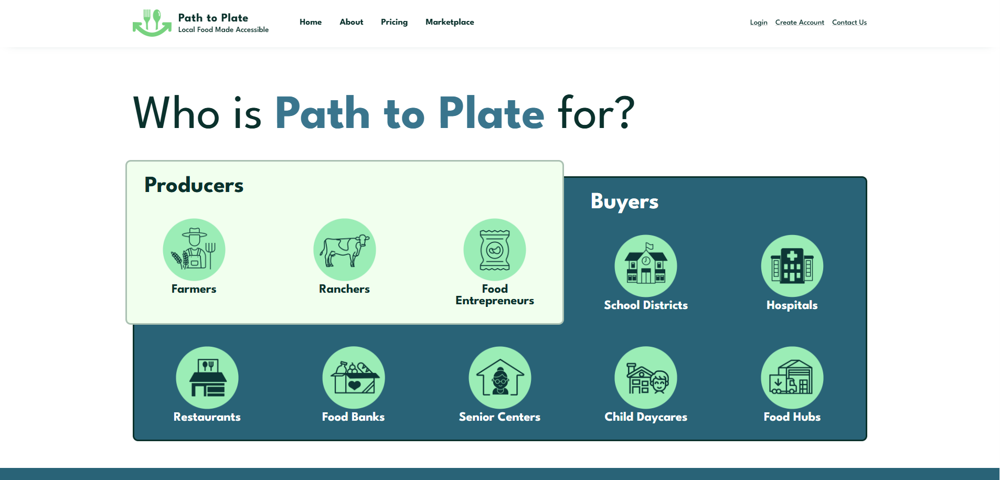 Path to Plate
Local Food Made Accessible
Home About Pricing Marketplace
Login Create Account Contact Us
Who is Path to Plate for?
Producers
Farmers
Ranchers
Food
Entrepreneurs
Buyers
School Districts
Hospitals
Restaurants
Food Banks
Senior Centers
Child Daycares
Food Hubs